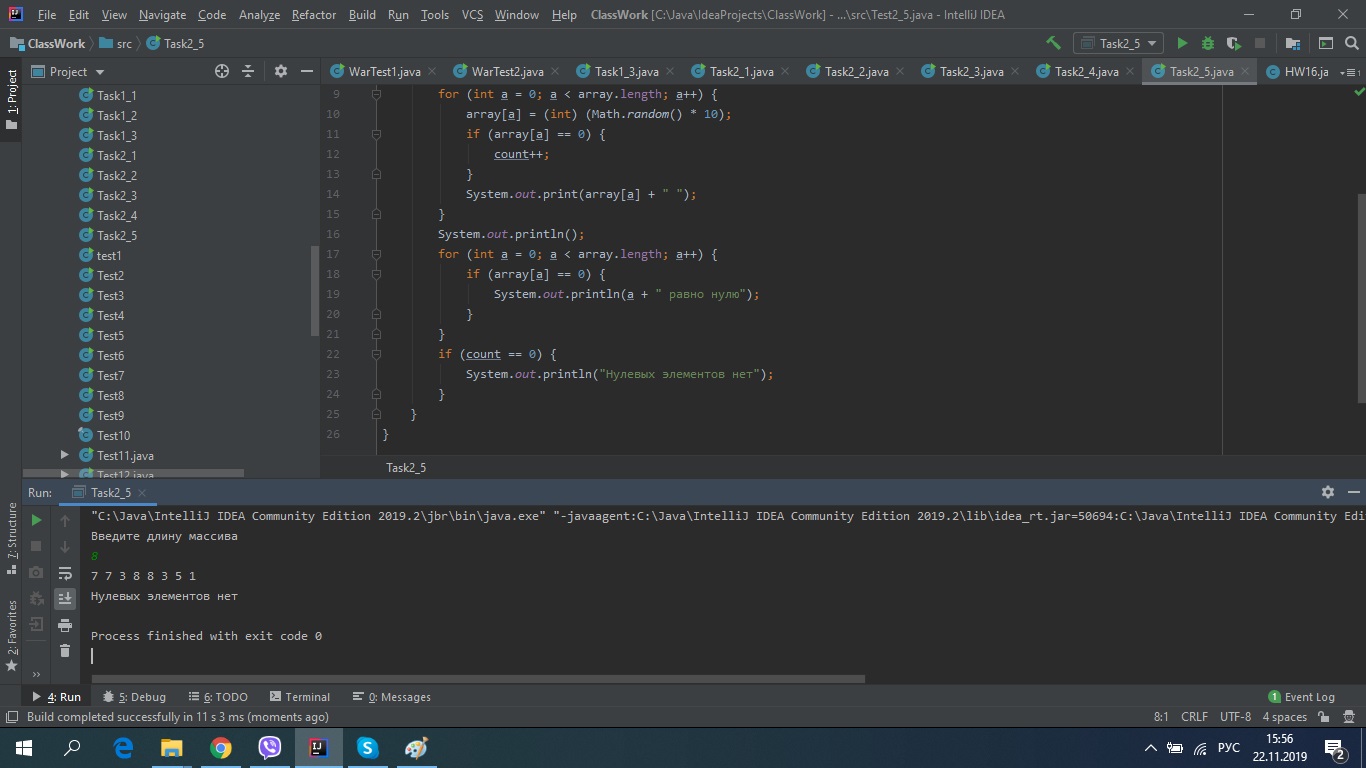 File Edit View Navigate Code Analyze Refactor Build Run Tools VCS Window Help ClassWork [C:\Java\IdeaProjects\ClassWork] - ...\src\Test2_5.java - IntelliJ IDEA
ClassWork src Task2_5 Task2_5
Project
WarTest1.java WarTest2.java Task1_3.java Task2_1.java Task2_2.java Task2_3.java Task2_4.java Task2_5.java HW16.ja
1: Project
Task1_1
Task1_2
Task1_3
Task2_1
Task2_2
Task2_3
Task2_4
Task2_5
test1
Test2
Test3
Test4
Test5
Test6
Test7
Test8
Test9
Test10
Test11.java
Test12.java
9 for (int a = 0; a < array.length; a++) {
10 array[a] = (int) (Math.random() * 10);
11 if (array[a] == 0) {
12 count++;
13 }
14 System.out.print(array[a] + " ");
15 }
16 System.out.println();
17 for (int a = 0; a < array.length; a++) {
18 if (array[a] == 0) {
19 System.out.println(a + " равно нулю");
20 }
21 }
22 if (count == 0) {
23 System.out.println("Нулевых элементов нет");
24 }
25 }
26 }
Task2_5
Run: Task2_5
7: Structure
2: Favorites
"C:\Java\IntelliJ IDEA Community Edition 2019.2\jbr\bin\java.exe" "-javaagent:C:\Java\IntelliJ IDEA Community Edition 2019.2\lib\idea_rt.jar=50694:C:\Java\IntelliJ IDEA Community Edi
Введите длину массива
8
7 7 3 8 8 3 5 1
Нулевых элементов нет
Process finished with exit code 0
4: Run 5: Debug 6: TODO Terminal 0: Messages 1 Event Log
Build completed successfully in 11 s 3 ms (moments ago) 8:1 CRLF UTF-8 4 spaces
РУС 15:56
22.11.2019 2